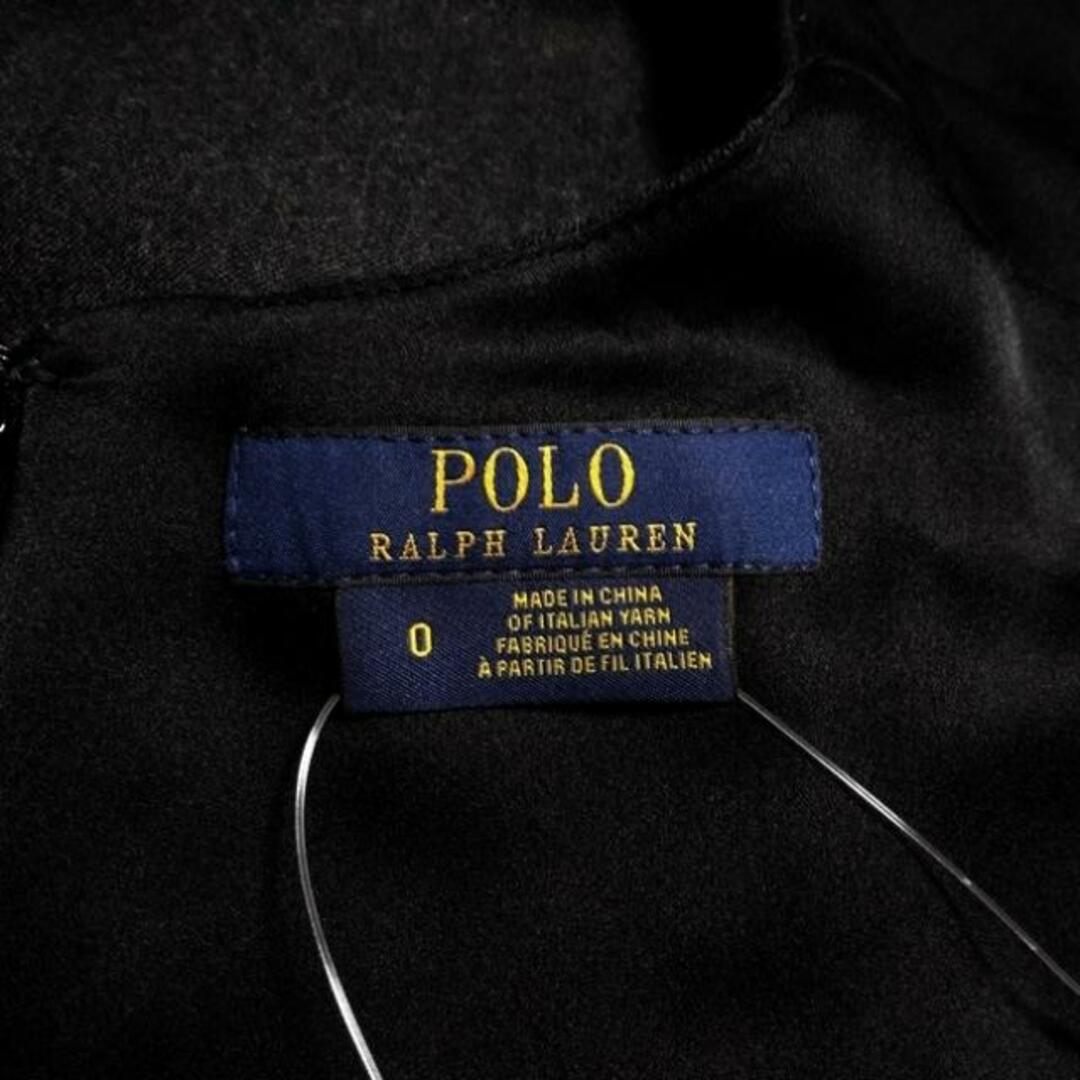 POLO
RALPH LAUREN
0
MADE IN CHINA
OF ITALIAN YARN
FABRIQUÉ EN CHINE
À PARTIR DE FIL ITALIEN